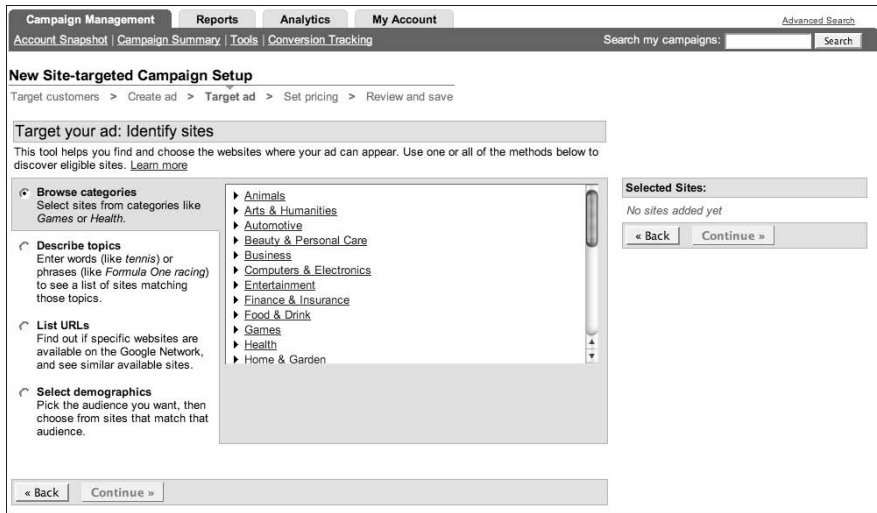 Campaign Management Reports Analytics My Account Advanced Search
Account Snapshot | Campaign Summary | Tools | Conversion Tracking Search my campaigns: Search
New Site-targeted Campaign Setup
Target customers > Create ad > Target ad > Set pricing > Review and save
Target your ad: Identify sites
This tool helps you find and choose the websites where your ad can appear. Use one or all of the methods below to
discover eligible sites. Learn more
Browse categories
Select sites from categories like
Games or Health.
Describe topics
Enter words (like tennis) or
phrases (like Formula One racing)
to see a list of sites matching
those topics.
List URLs
Find out if specific websites are
available on the Google Network,
and see similar available sites.
Select demographics
Pick the audience you want, then
choose from sites that match that
audience.
Animals
Arts & Humanities
Automotive
Beauty & Personal Care
Business
Computers & Electronics
Entertainment
Finance & Insurance
Food & Drink
Games
Health
Home & Garden
Selected Sites:
No sites added yet
« Back Continue »
« Back Continue »